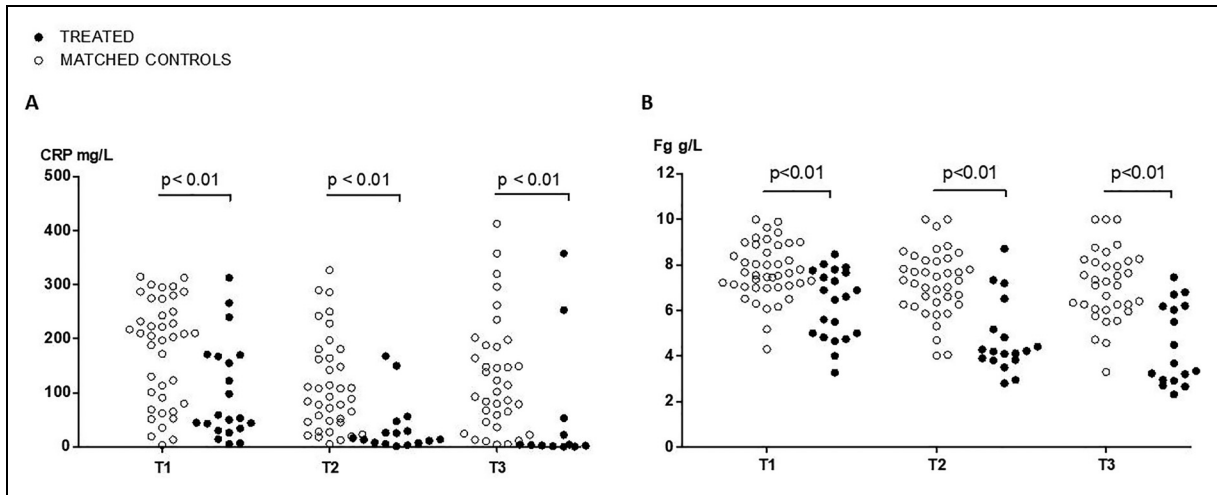 TREATED
MATCHED CONTROLS
A
CRP mg/L
500
400
300
200
100
0
p< 0.01
p< 0.01
p< 0.01
T1
T2
T3
B
Fg g/L
12
10
8
6
4
2
0
p<0.01
p<0.01
p<0.01
T1
T2
T3